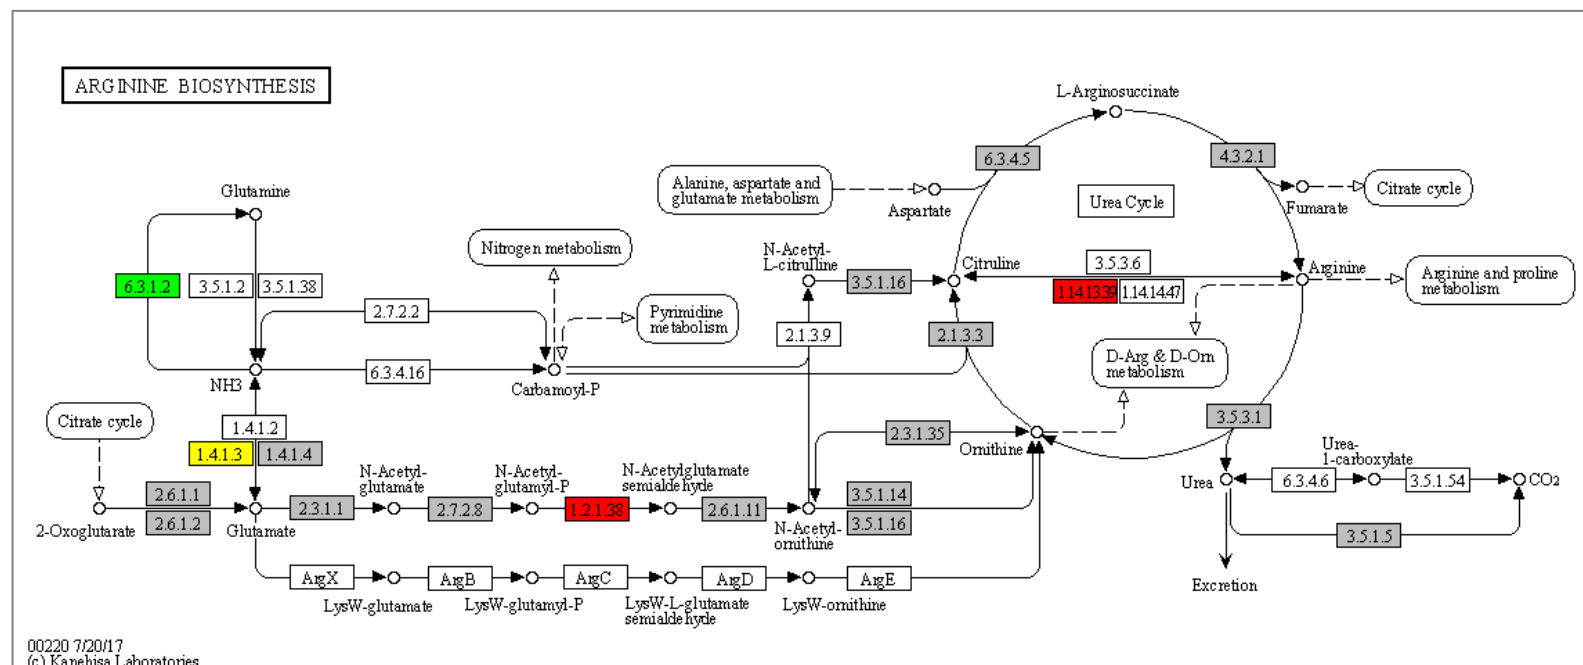 ARGININE BIOSYNTHESIS
L-Arginosuccinate
6.3.4.5
4.3.2.1
Glutamine
Alanine, aspartate and
glutamate metabolism
Aspartate
Urea Cycle
Fumarate
Citrate cycle
Nitrogen metabolism
N-Acetyl-
L-citrulline
3.5.1.16
Citruline
3.5.3.6
1.14.13.39
1.14.14.47
Arginine
Arginine and proline
metabolism
6.3.1.2
3.5.1.2
3.5.1.38
2.7.2.2
Pyrimidine
metabolism
2.1.3.9
2.1.3.3
D-Arg & D-Orn
metabolism
NH3
6.3.4.16
Carbamoyl-P
Citrate cycle
1.4.1.2
1.4.1.3
1.4.1.4
2.3.1.35
Ornithine
3.5.3.1
Urea-
1-carboxylate
N-Acetyl-
glutamate
N-Acetyl-
glutamyl-P
N-Acetylglutamate
semialdehyde
Urea
6.3.4.6
3.5.1.54
CO2
2.6.1.1
2.6.1.2
2-Oxoglutarate
Glutamate
2.3.1.1
2.7.2.8
1.2.1.38
2.6.1.11
N-Acetyl-
ornithine
3.5.1.14
3.5.1.16
3.5.1.5
Excretion
ArgX
ArgB
ArgC
ArgD
ArgE
LysW-glutamate
LysW-glutamyl-P
LysW-L-glutamate
semialdehyde
LysW-ornithine
00220 7/20/17
(c) Kanehisa Laboratories